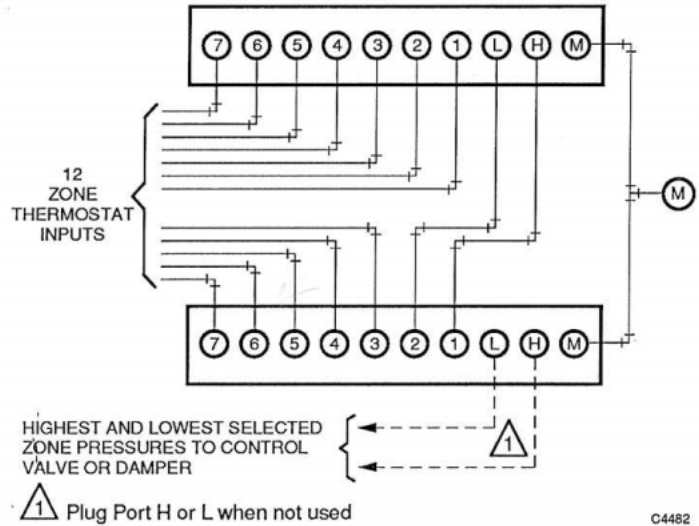 7 6 5 4 3 2 1 L H M
12
ZONE
THERMOSTAT
INPUTS
M
7 6 5 4 3 2 1 L H M
HIGHEST AND LOWEST SELECTED
ZONE PRESSURES TO CONTROL
VALVE OR DAMPER
1
1 Plug Port H or L when not used
C4482